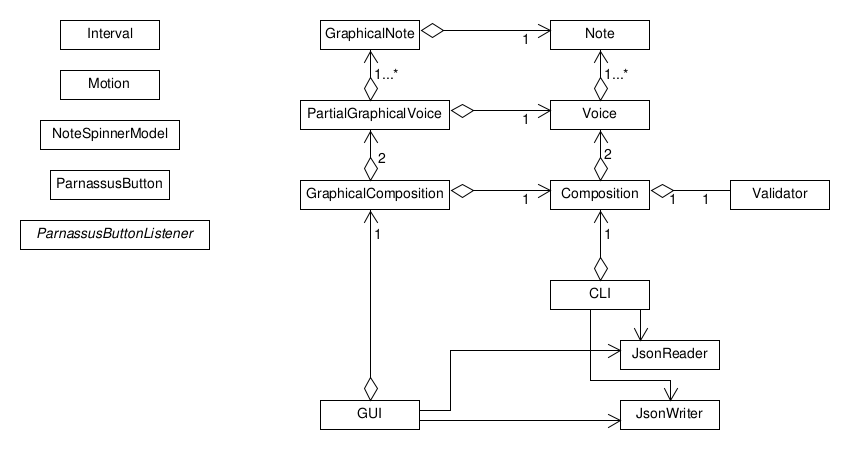 Interval
GraphicalNote
1
Note
Motion
1...*
1...*
PartialGraphicalVoice
1
Voice
NoteSpinnerModel
2
2
ParnassusButton
GraphicalComposition
1
Composition
1
1
Validator
ParnassusButtonListener
1
1
CLI
JsonReader
GUI
JsonWriter